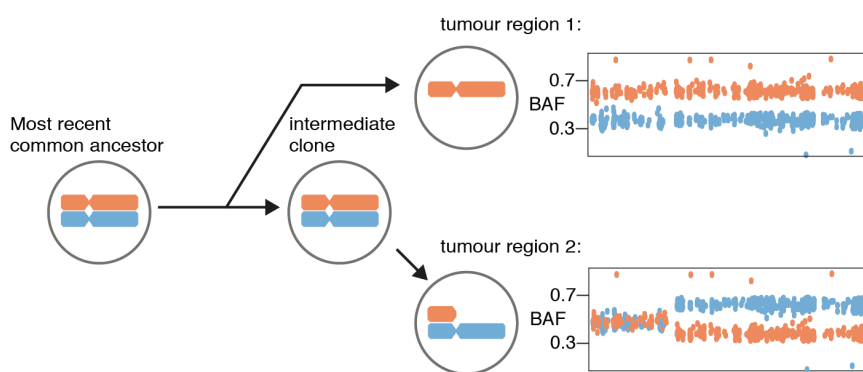 tumour region 1:
0.7
BAF
0.3
Most recent
common ancestor
intermediate
clone
tumour region 2:
0.7
BAF
0.3